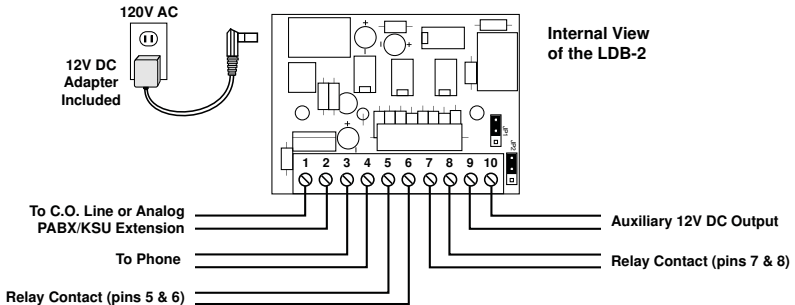 120V AC
12V DC
Adapter
Included
Internal View
of the LDB-2
JP1
JP2
1 2 3 4 5 6 7 8 9 10
To C.O. Line or Analog
PABX/KSU Extension
To Phone
Relay Contact (pins 5 & 6)
Auxiliary 12V DC Output
Relay Contact (pins 7 & 8)